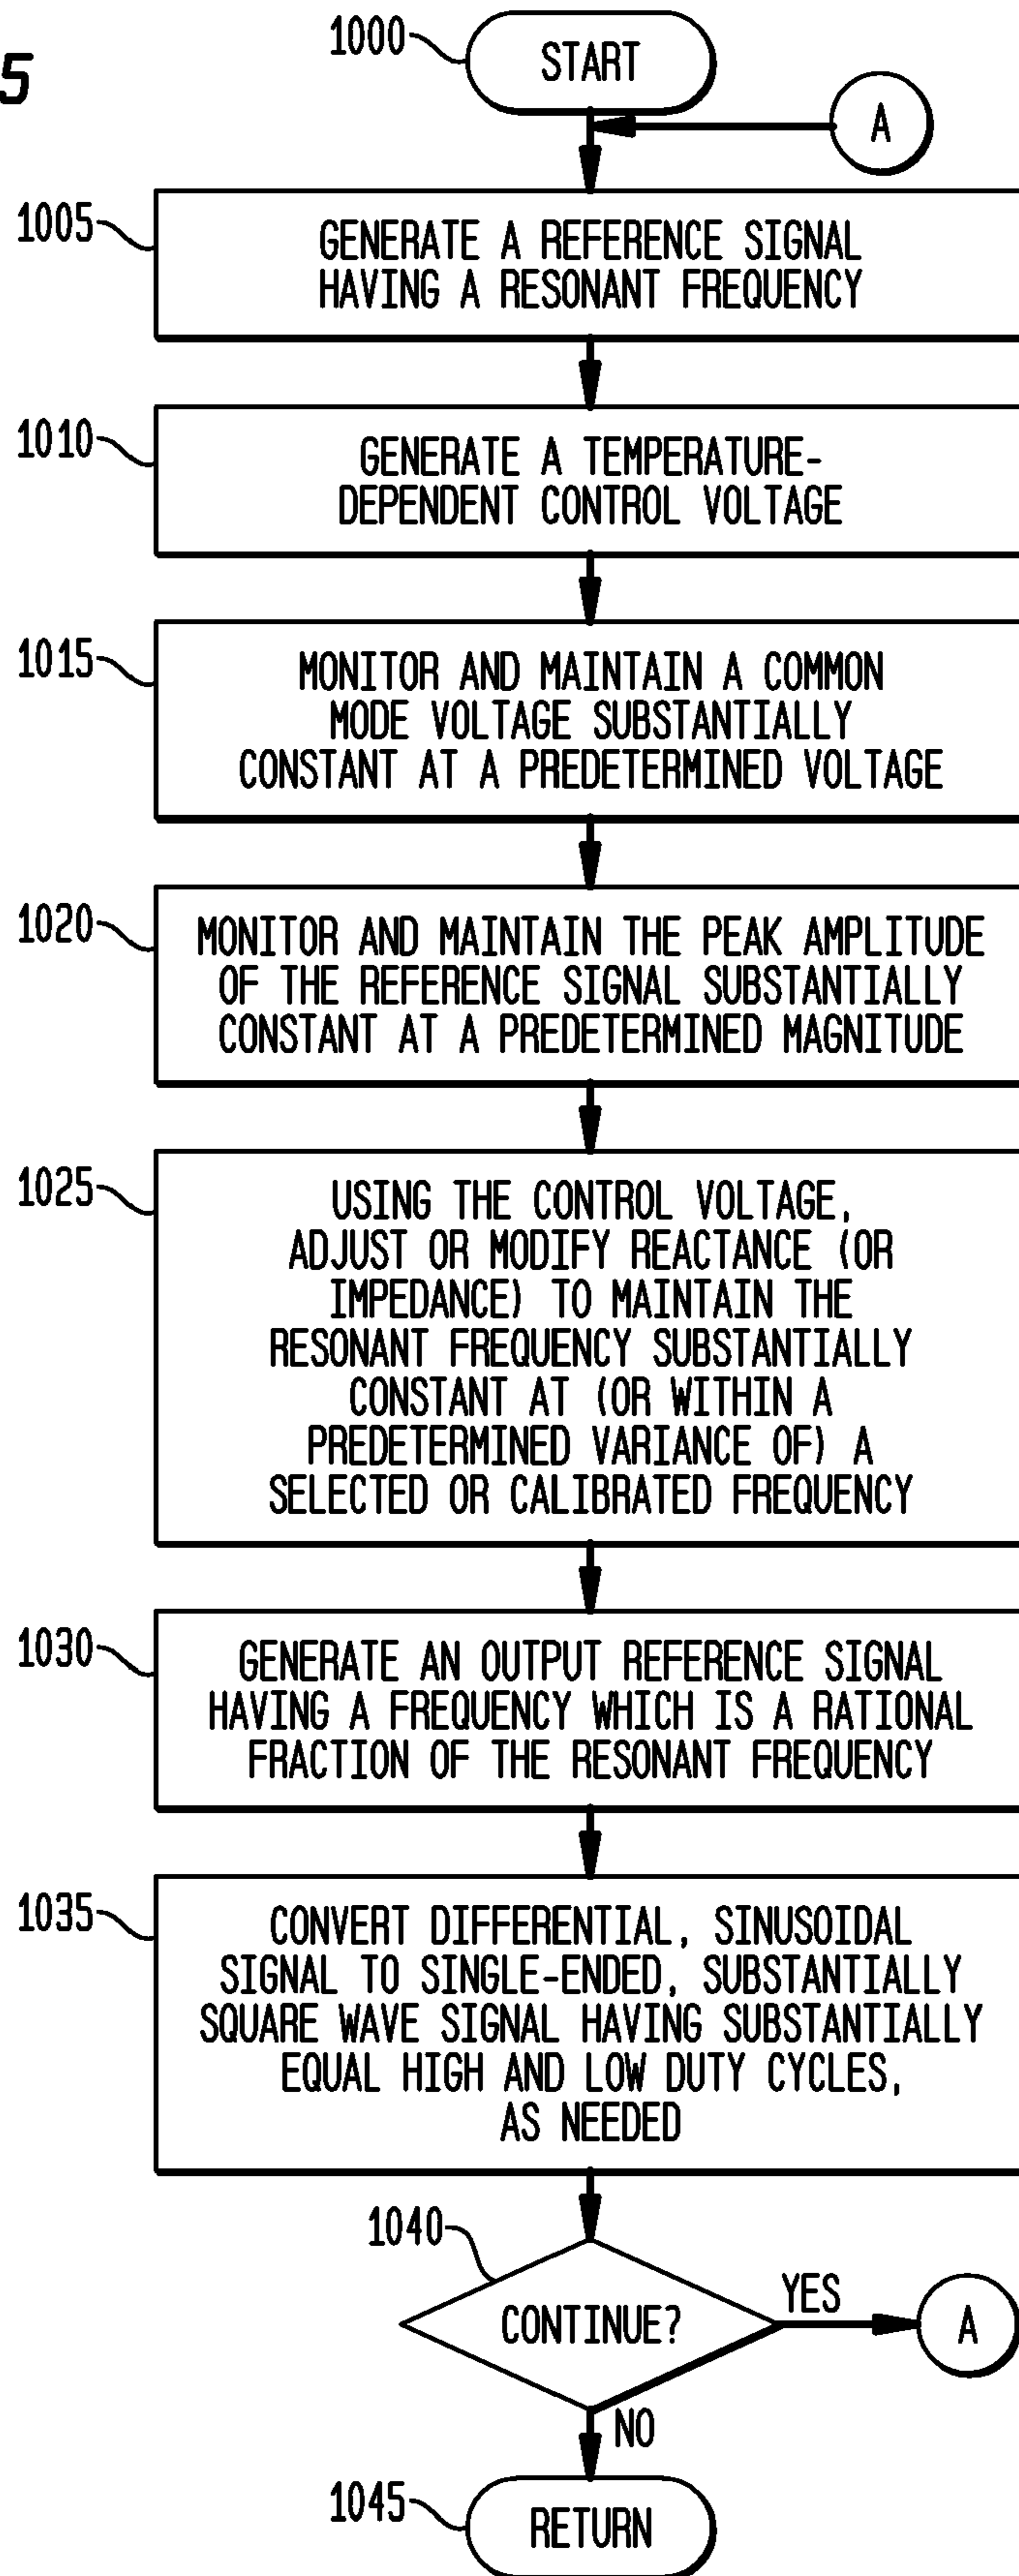 5
1000
START
A
1005
GENERATE A REFERENCE SIGNAL
HAVING A RESONANT FREQUENCY
1010
GENERATE A TEMPERATURE-
DEPENDENT CONTROL VOLTAGE
1015
MONITOR AND MAINTAIN A COMMON
MODE VOLTAGE SUBSTANTIALLY
CONSTANT AT A PREDETERMINED VOLTAGE
1020
MONITOR AND MAINTAIN THE PEAK AMPLITUDE
OF THE REFERENCE SIGNAL SUBSTANTIALLY
CONSTANT AT A PREDETERMINED MAGNITUDE
1025
USING THE CONTROL VOLTAGE,
ADJUST OR MODIFY REACTANCE (OR
IMPEDANCE) TO MAINTAIN THE
RESONANT FREQUENCY SUBSTANTIALLY
CONSTANT AT (OR WITHIN A
PREDETERMINED VARIANCE OF) A
SELECTED OR CALIBRATED FREQUENCY
1030
GENERATE AN OUTPUT REFERENCE SIGNAL
HAVING A FREQUENCY WHICH IS A RATIONAL
FRACTION OF THE RESONANT FREQUENCY
1035
CONVERT DIFFERENTIAL, SINUSOIDAL
SIGNAL TO SINGLE-ENDED, SUBSTANTIALLY
SQUARE WAVE SIGNAL HAVING SUBSTANTIALLY
EQUAL HIGH AND LOW DUTY CYCLES,
AS NEEDED
1040
CONTINUE?
YES
A
NO
1045
RETURN